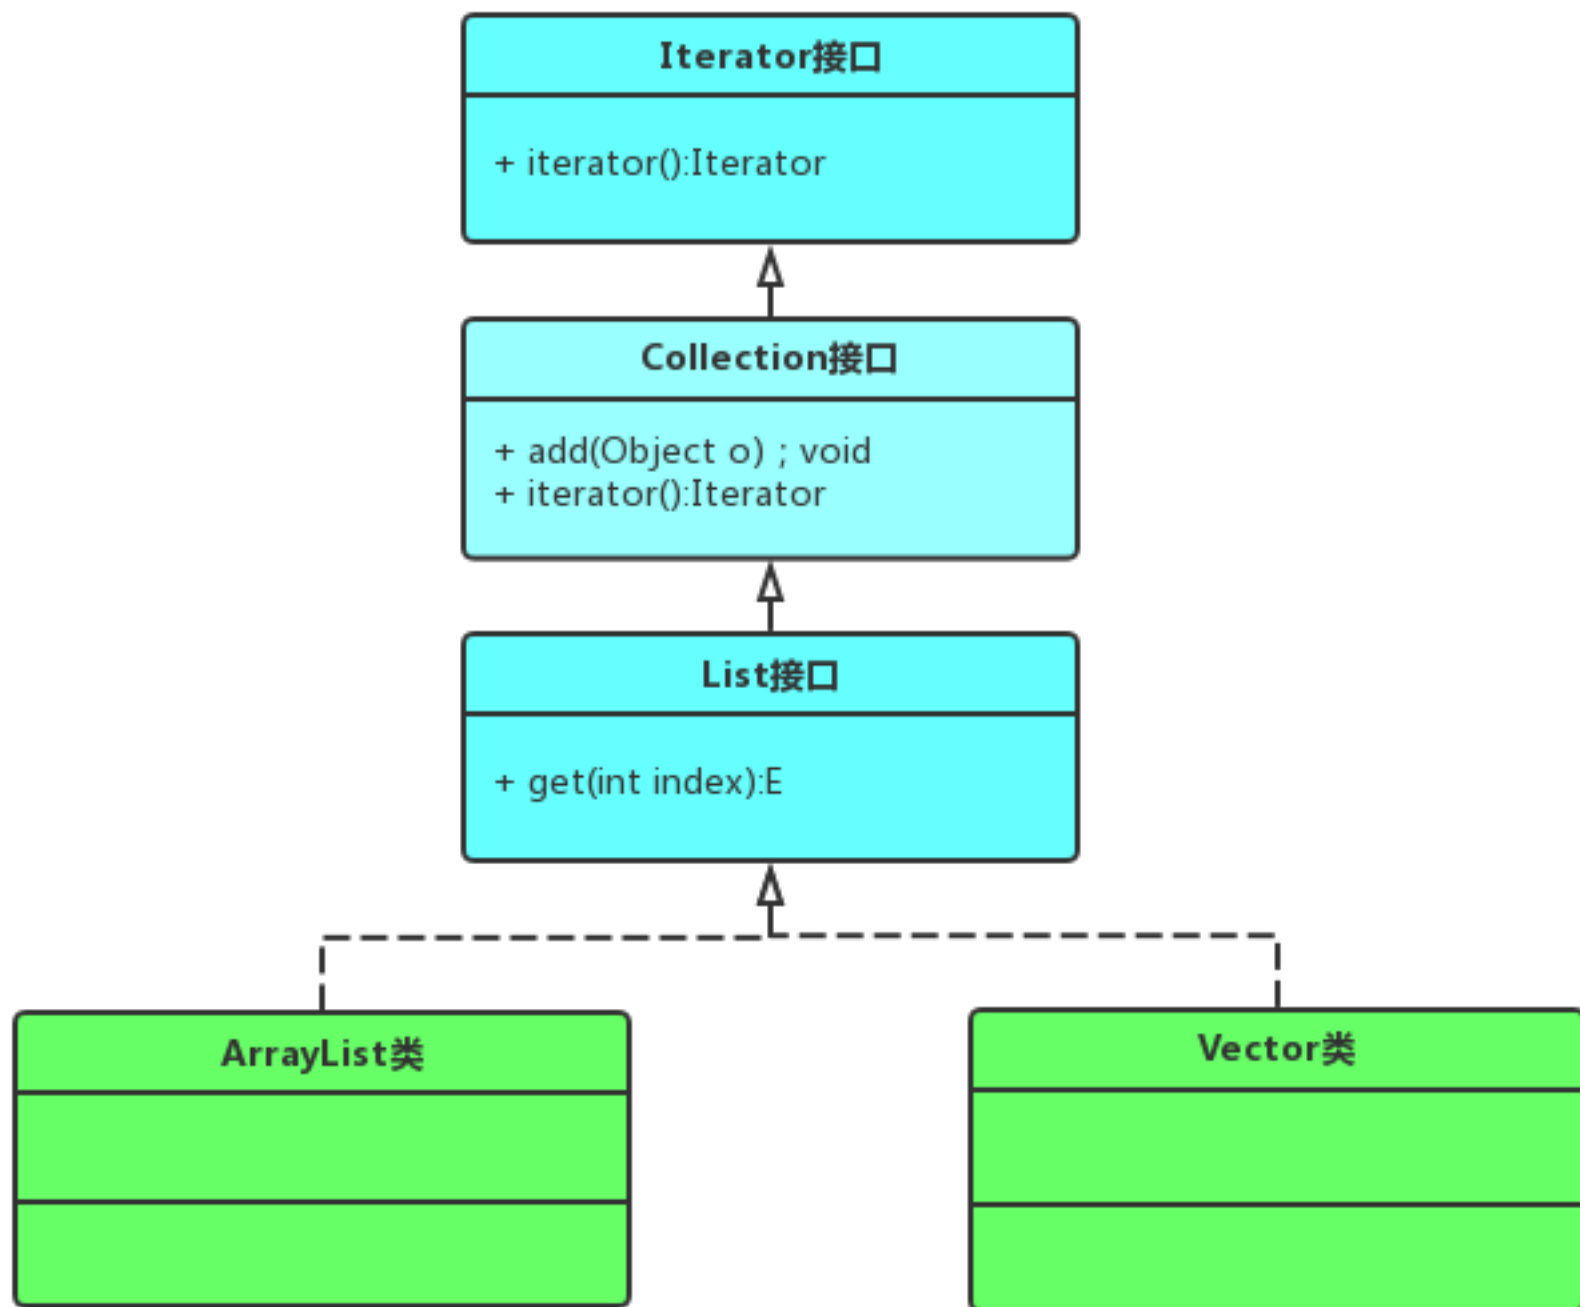 Iterator接口
+ iterator():Iterator
Collection接口
+ add(Object o) ; void
+ iterator():Iterator
List接口
+ get(int index):E
ArrayList类
Vector类